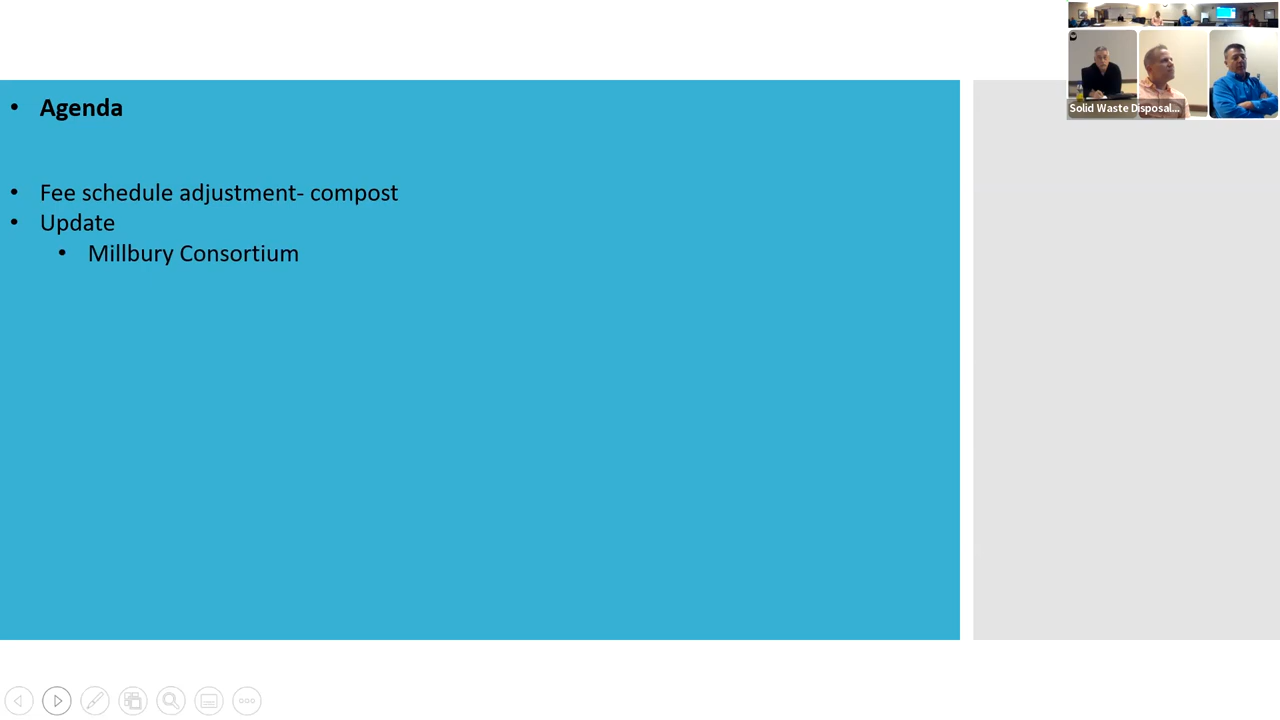 Agenda
Fee schedule adjustment- compost
Update
Millbury Consortium
Solid Waste Disposal...